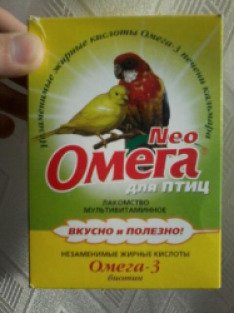 Незаменимые жирные кислоты Омега-3 печени кальмара
Neo
Омега
для птиц
ЛАКОМСТВО
МУЛЬТИВИТАМИННОЕ
ВКУСНО и ПОЛЕЗНО!
НЕЗАМЕНИМЫЕ ЖИРНЫЕ КИСЛОТЫ
Омега-3
биотин